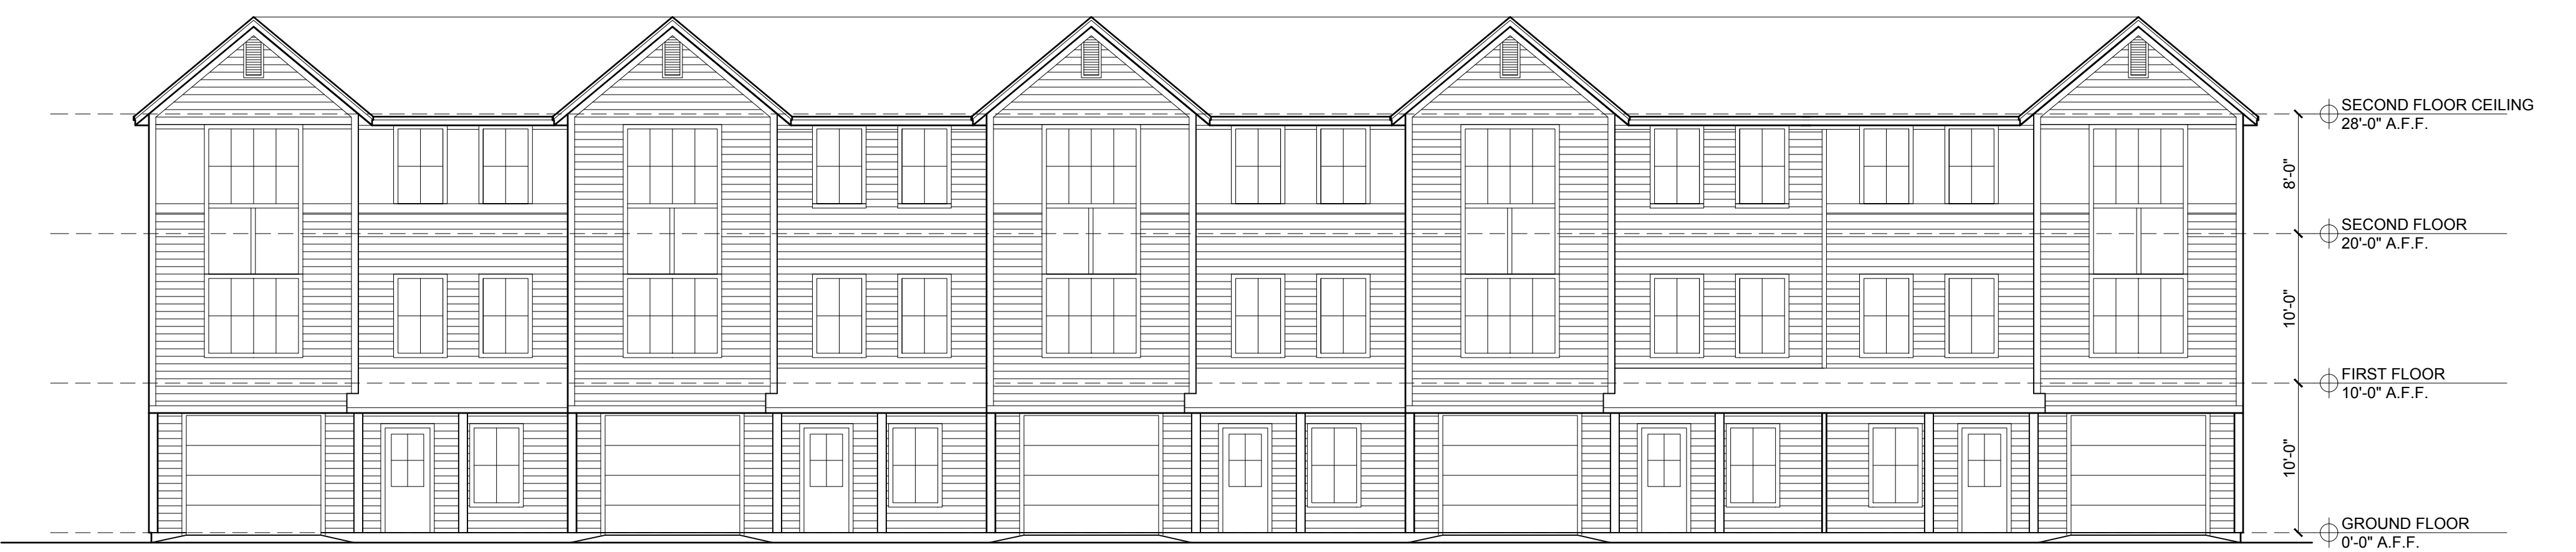 SECOND FLOOR CEILING
28'-0" A.F.F.
8'-0"
SECOND FLOOR
20'-0" A.F.F.
10'-0"
FIRST FLOOR
10'-0" A.F.F.
10'-0"
GROUND FLOOR
0'-0" A.F.F.